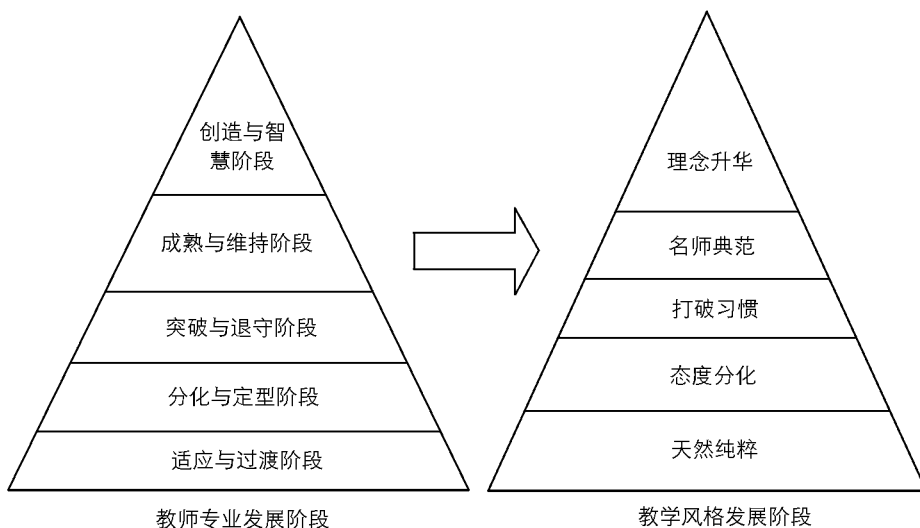 创造与智
慧阶段
成熟与维持阶段
突破与退守阶段
分化与定型阶段
适应与过渡阶段
教师专业发展阶段
理念升华
名师典范
打破习惯
态度分化
天然纯粹
教学风格发展阶段